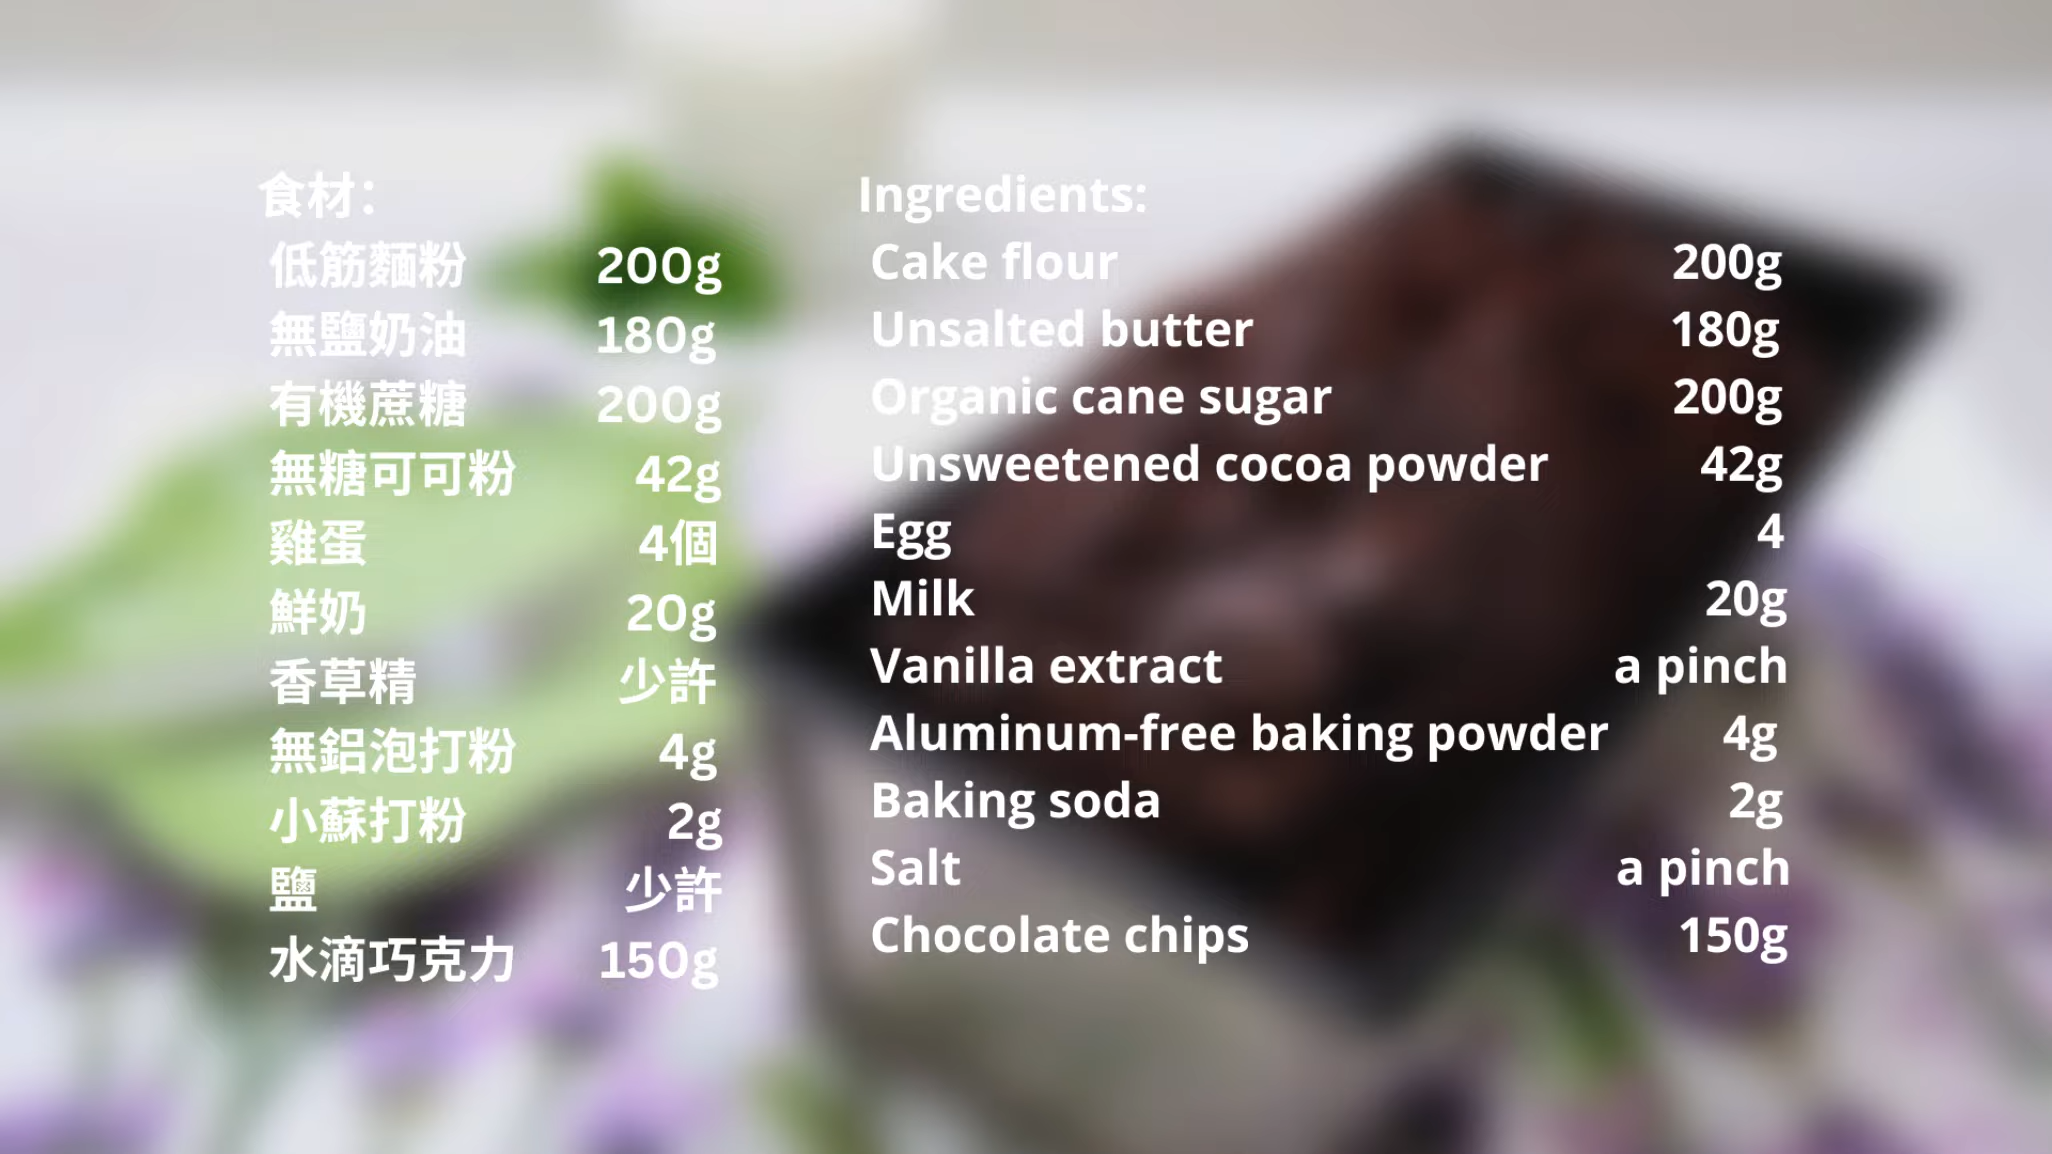 食材：
低筋麵粉 200g
無鹽奶油 180g
有機蔗糖 200g
無糖可可粉 42g
雞蛋 4個
鮮奶 20g
香草精 少許
無鋁泡打粉 4g
小蘇打粉 2g
鹽 少許
水滴巧克力 150g
Ingredients:
Cake flour 200g
Unsalted butter 180g
Organic cane sugar 200g
Unsweetened cocoa powder 42g
Egg 4
Milk 20g
Vanilla extract a pinch
Aluminum-free baking powder 4g
Baking soda 2g
Salt a pinch
Chocolate chips 150g